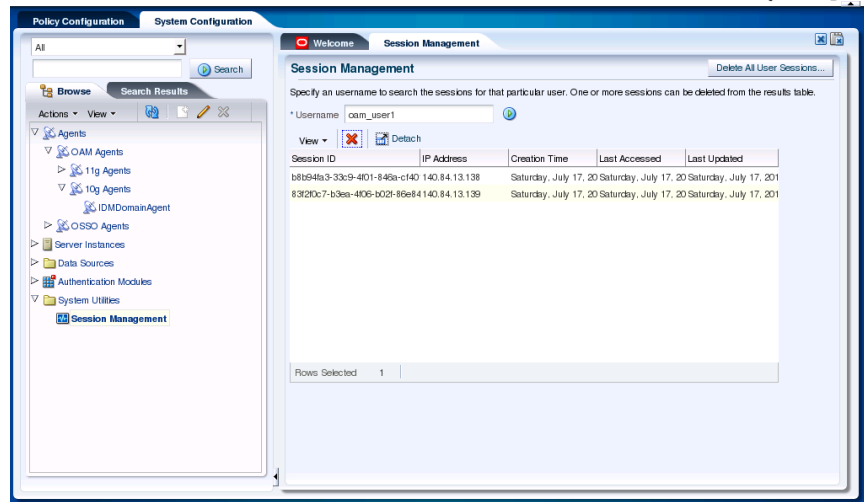 Policy Configuration
System Configuration
All
Search
Browse
Search Results
Actions
View
Agents
OAM Agents
11g Agents
10g Agents
IDMDomainAgent
OSSO Agents
Server Instances
Data Sources
Authentication Modules
System Utilities
Session Management
Welcome
Session Management
Session Management
Delete All User Sessions...
Specify an username to search the sessions for that particular user. One or more sessions can be deleted from the results table.
* Username oam_user1
View
Detach
Session ID IP Address Creation Time Last Accessed Last Updated
b8b94fa3-33c9-4f01-846a-cf40 140.84.13.138 Saturday, July 17, 20 Saturday, July 17, 20 Saturday, July 17, 201
83f2f0c7-b3ea-4f06-b02f-86e84 140.84.13.139 Saturday, July 17, 20 Saturday, July 17, 20 Saturday, July 17, 201
Rows Selected 1